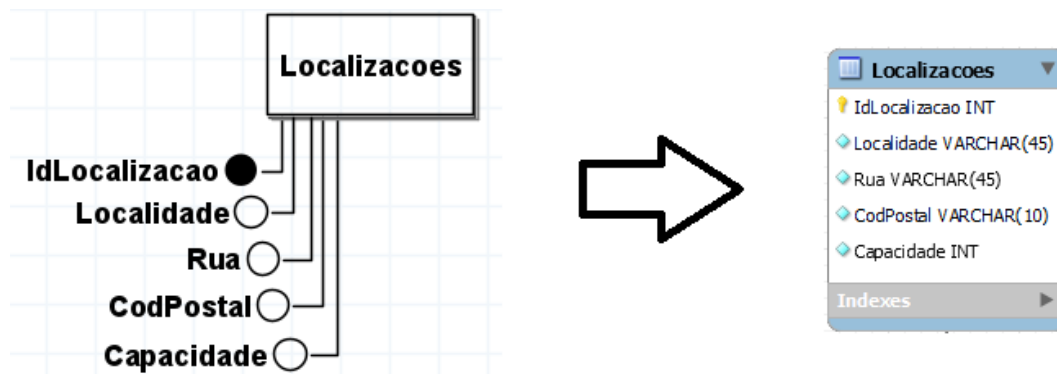 Localizacoes
IdLocalizacao
Localidade
Rua
CodPostal
Capacidade
Localizacoes
IdLocalizacao INT
Localidade VARCHAR(45)
Rua VARCHAR(45)
CodPostal VARCHAR(10)
Capacidade INT
Indexes